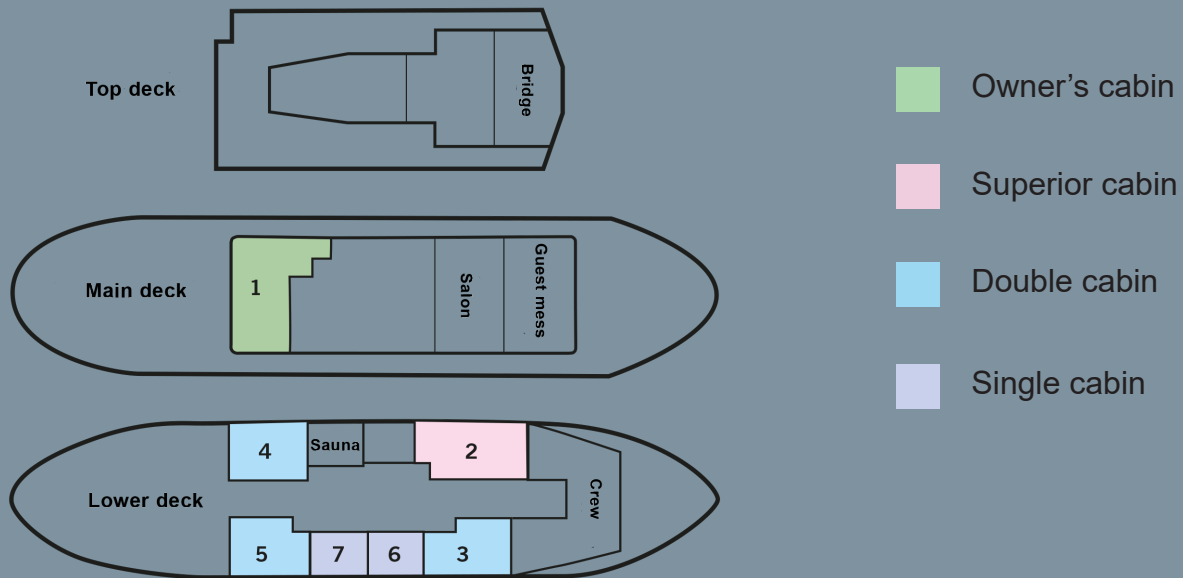 Top deck
Bridge
Owner’s cabin
Superior cabin
Double cabin
Single cabin
Main deck
1
Salon
Guest mess
Lower deck
4
Sauna
2
Crew
5
7
6
3